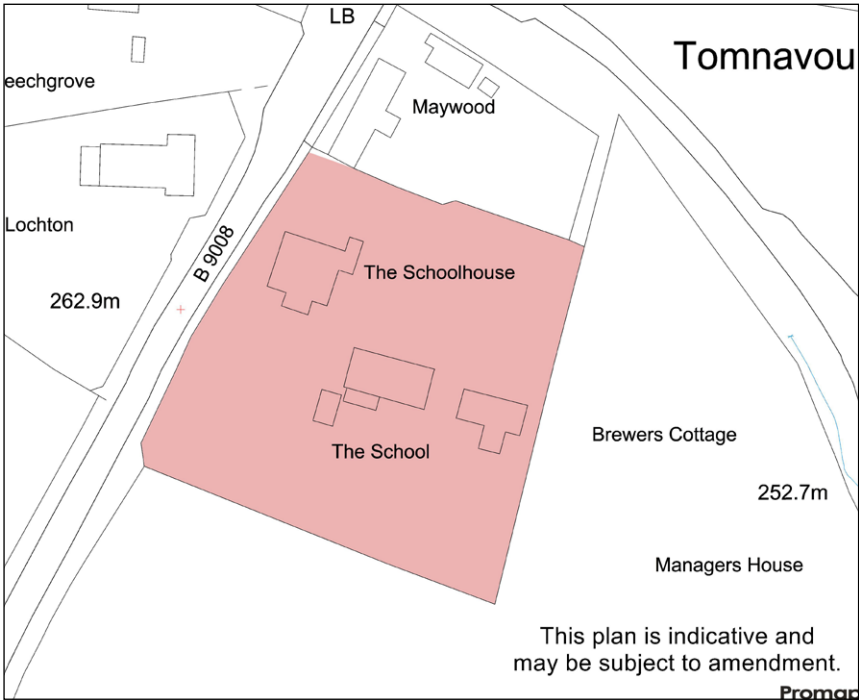 LB
Tomnavou
eechgrove
Maywood
Lochton
B 9008
The Schoolhouse
262.9m
The School
Brewers Cottage
252.7m
Managers House
This plan is indicative and
may be subject to amendment.
Promap